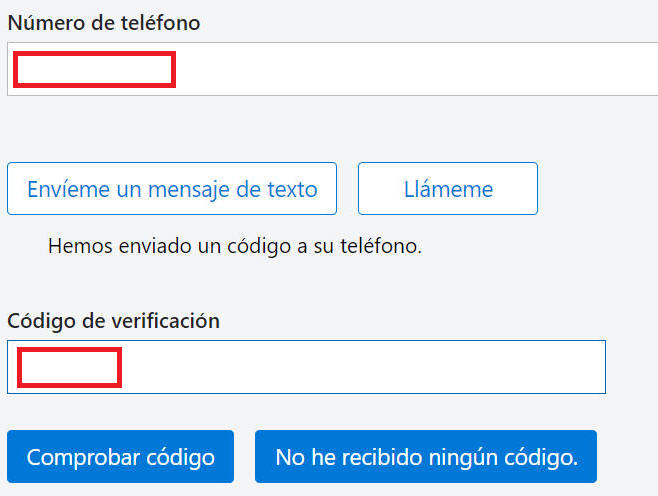 Número de teléfono
Envíeme un mensaje de texto
Llámeme
Hemos enviado un código a su teléfono.
Código de verificación
Comprobar código
No he recibido ningún código.